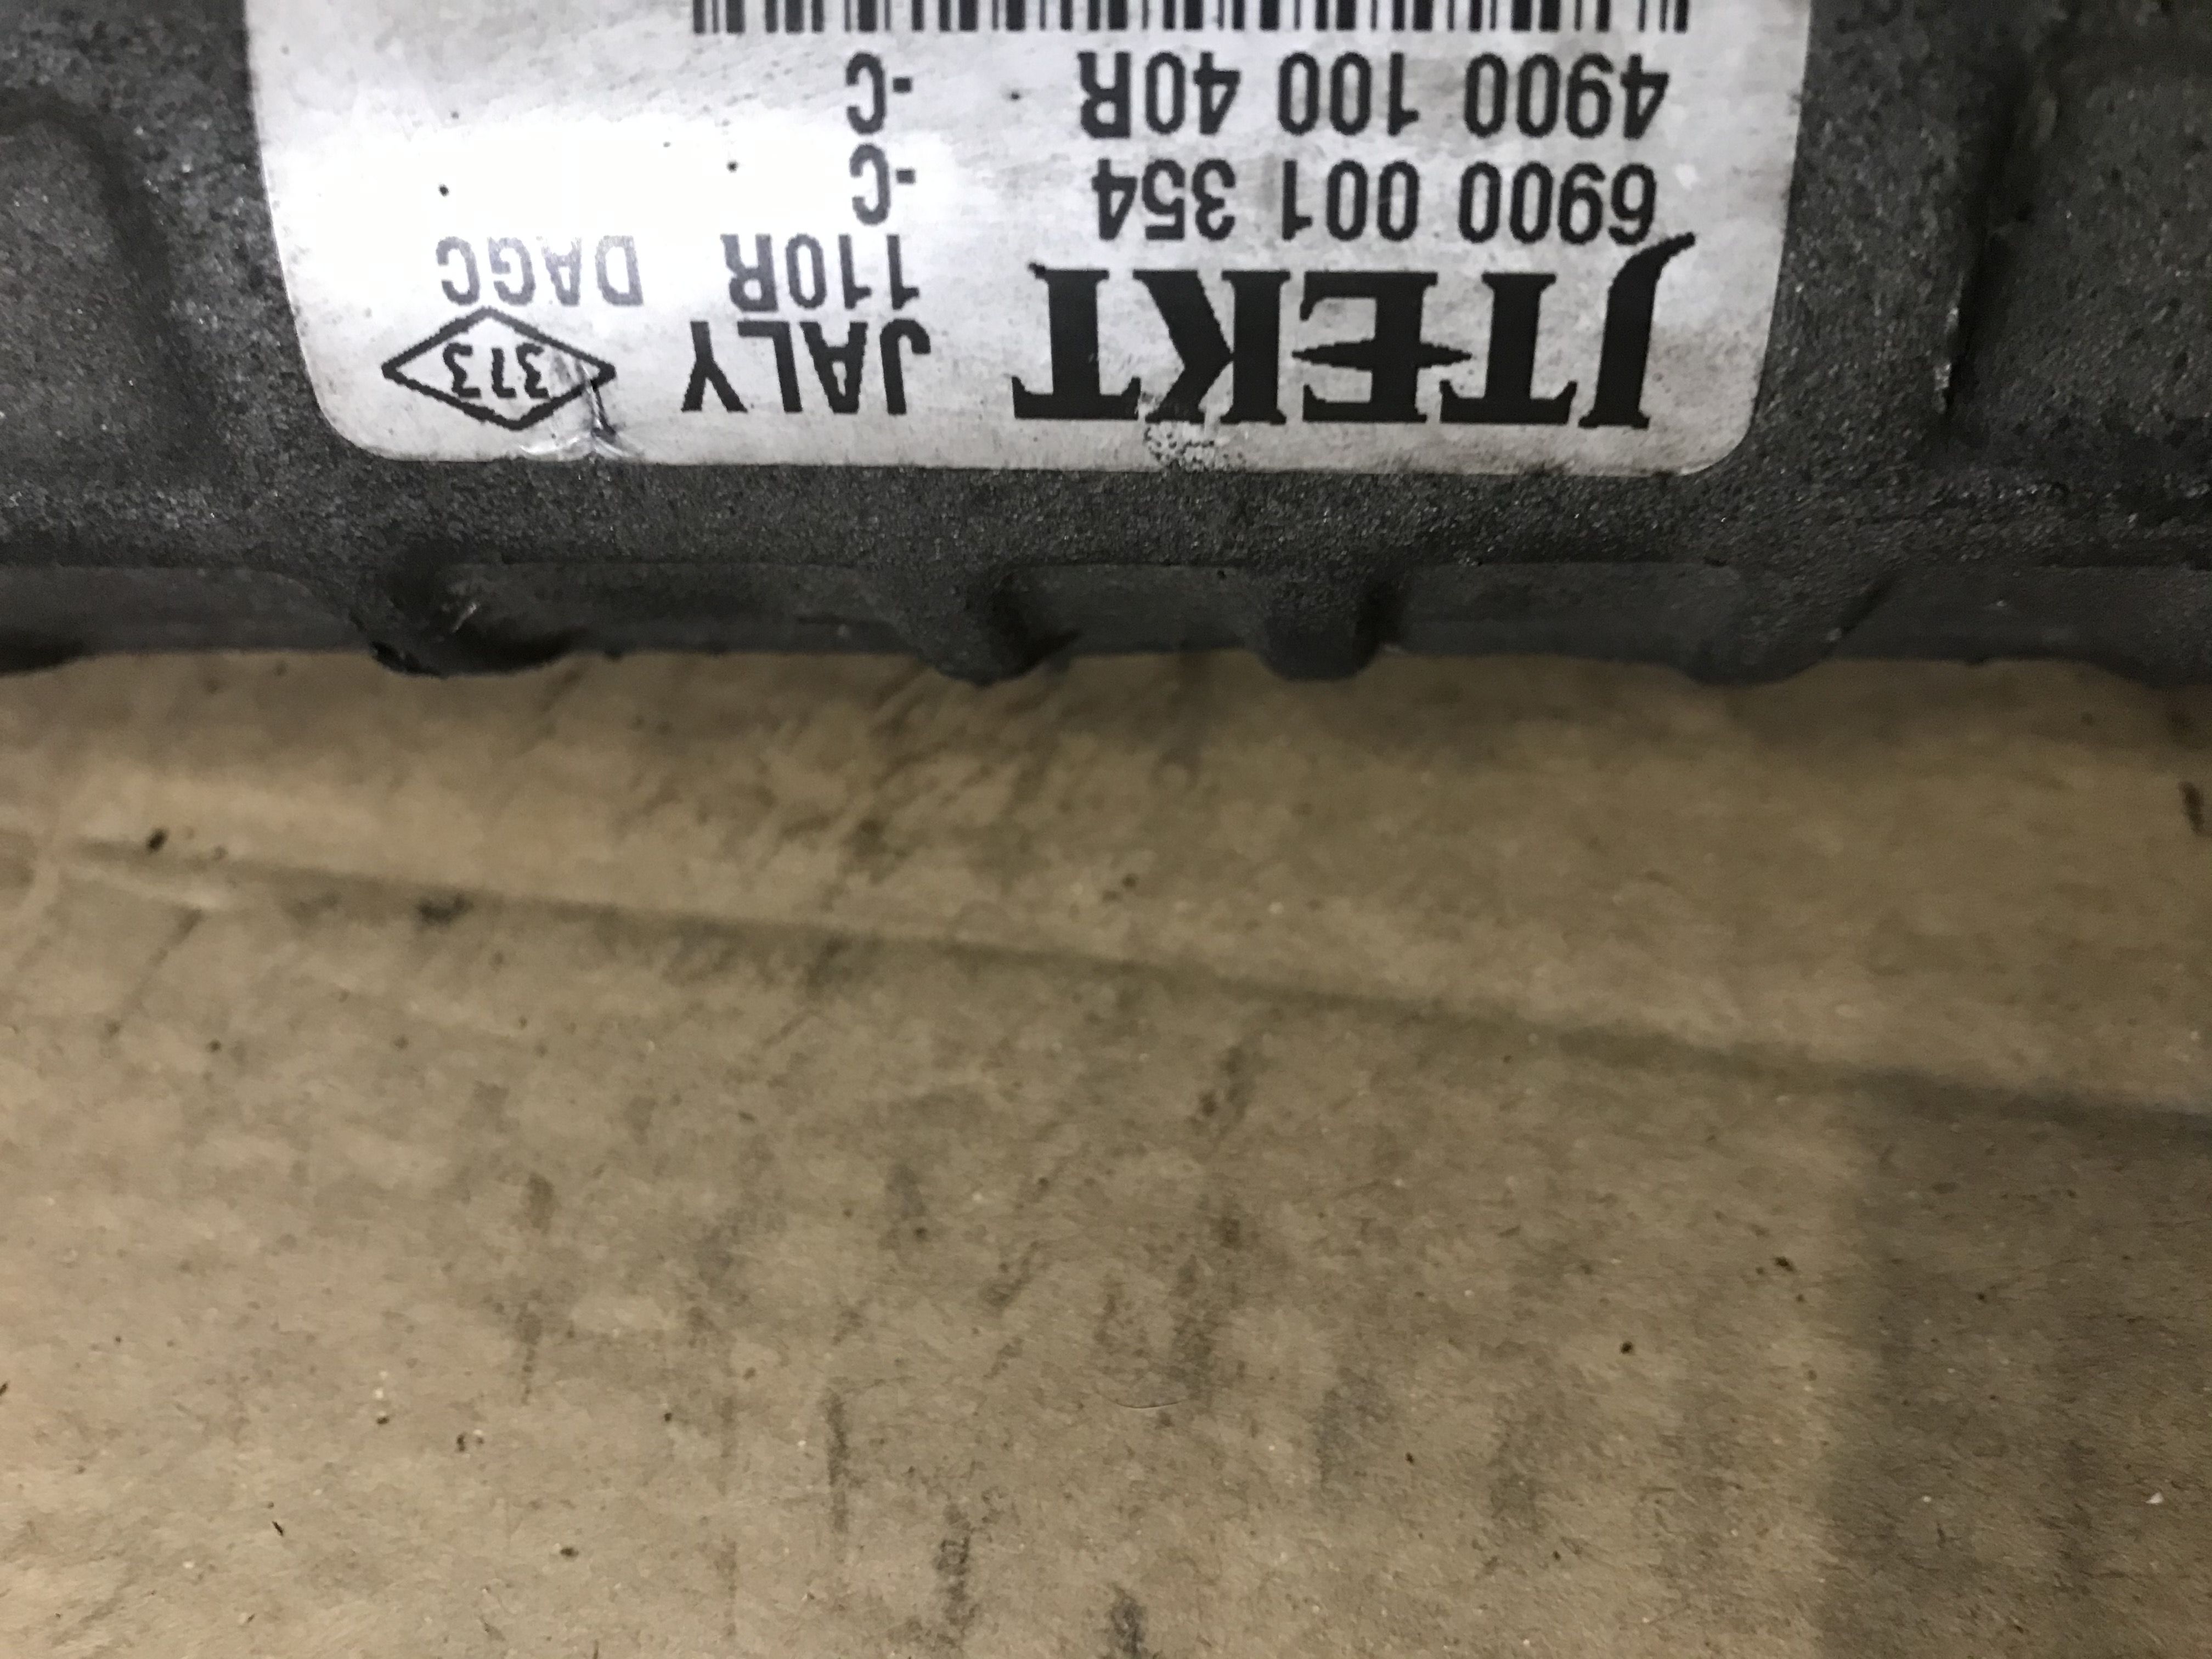 JTEKT JALY 373
110R DAGC
6900 001 354 -C
4900 100 40R -C